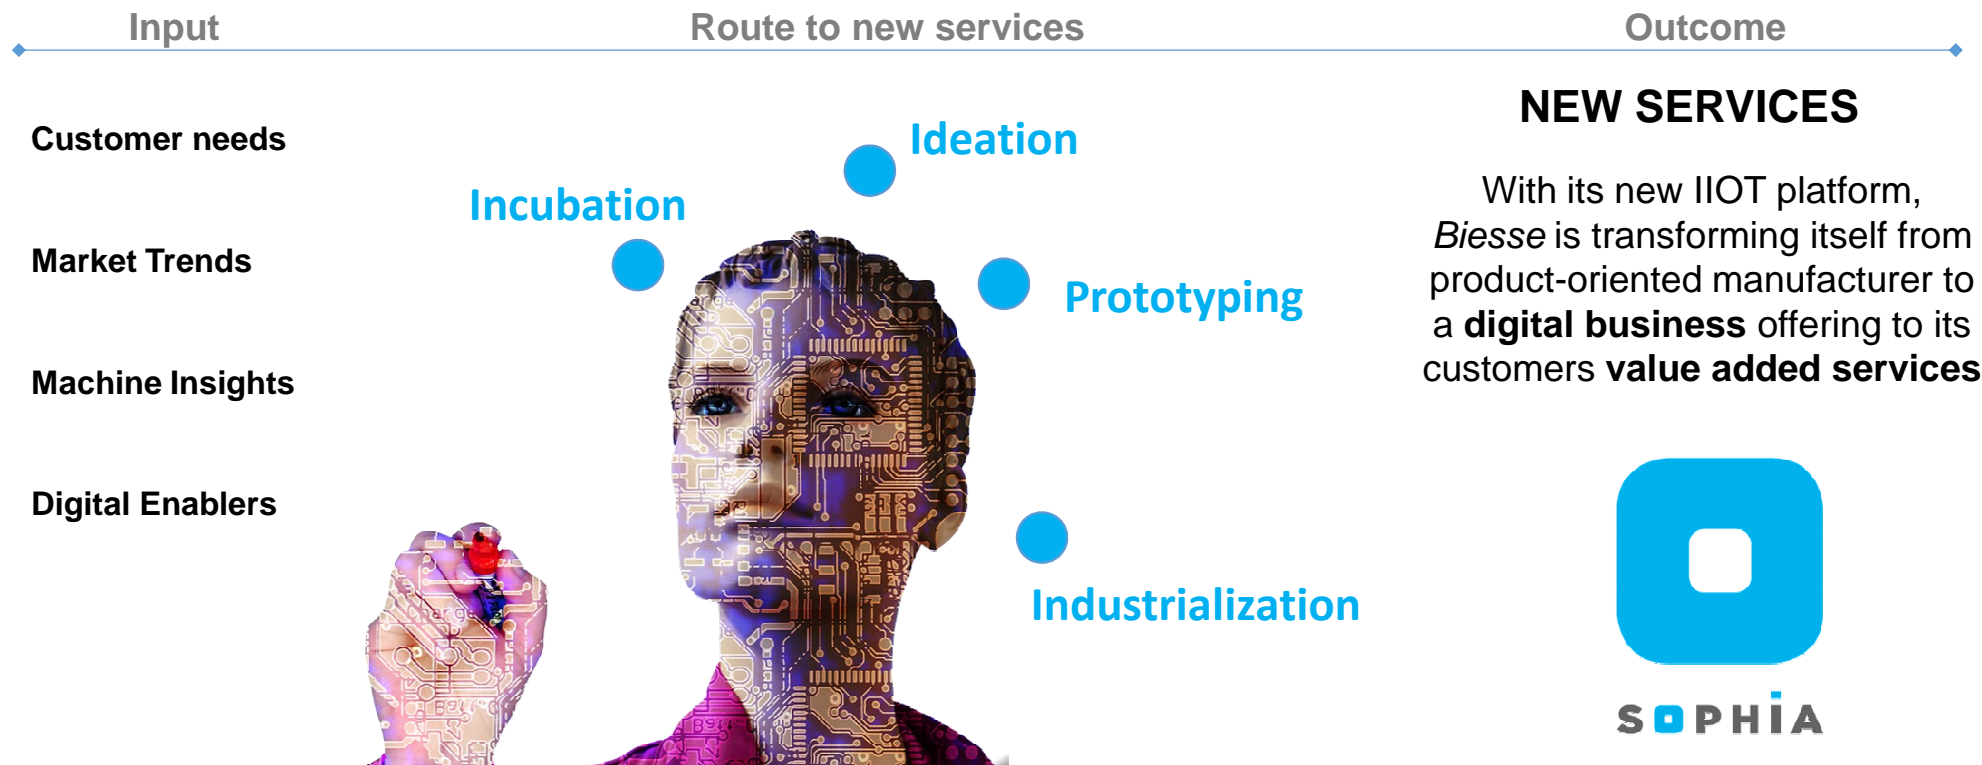 Input
Route to new services
Outcome
Customer needs
Market Trends
Machine Insights
Digital Enablers
Incubation
Ideation
Prototyping
Industrialization
NEW SERVICES
With its new IIOT platform,
Biesse is transforming itself from
product-oriented manufacturer to
a digital business offering to its
customers value added services
SOPHIA